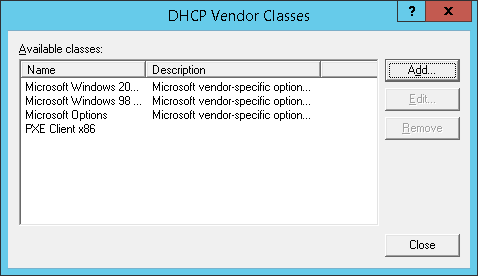 DHCP Vendor Classes
? x
Available classes:
Name Description
Microsoft Windows 20... Microsoft vendor-specific option...
Microsoft Windows 98 ... Microsoft vendor-specific option...
Microsoft Options Microsoft vendor-specific option...
PXE Client x86
Add...
Edit...
Remove
Close